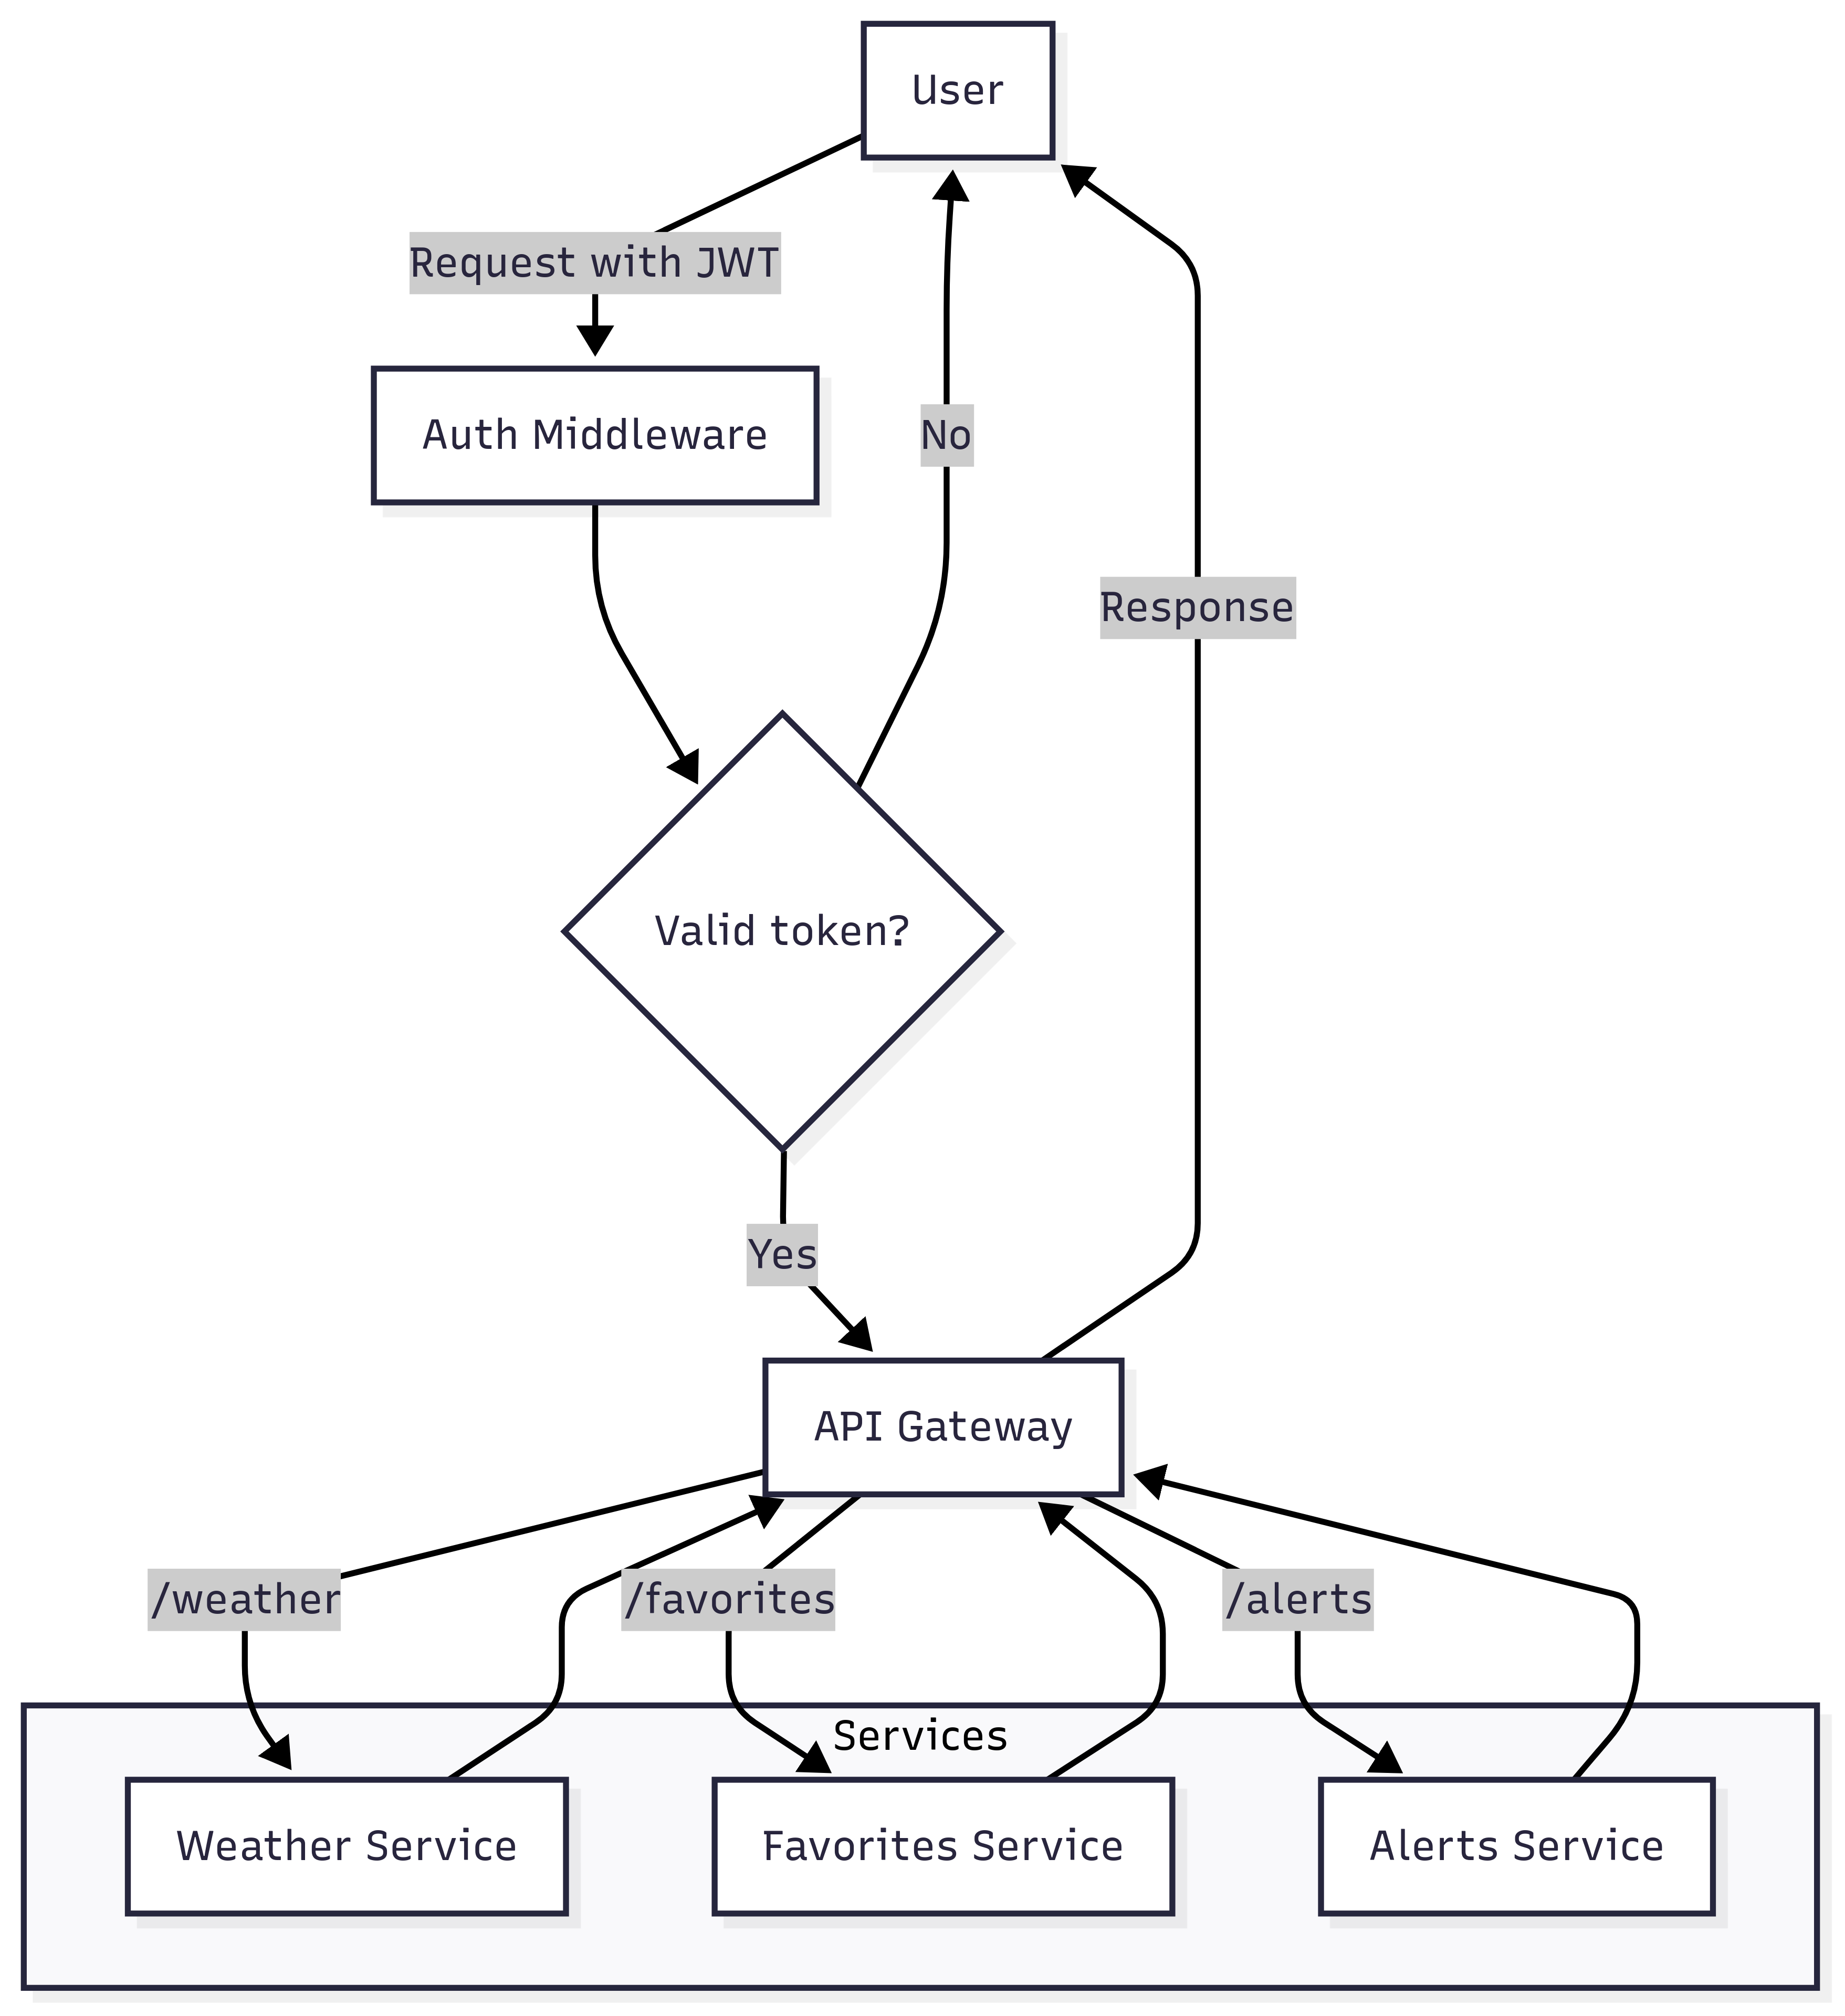 User
Request with JWT
Auth Middleware
No
Response
Valid token?
Yes
API Gateway
/weather
/favorites
/alerts
Services
Weather Service
Favorites Service
Alerts Service